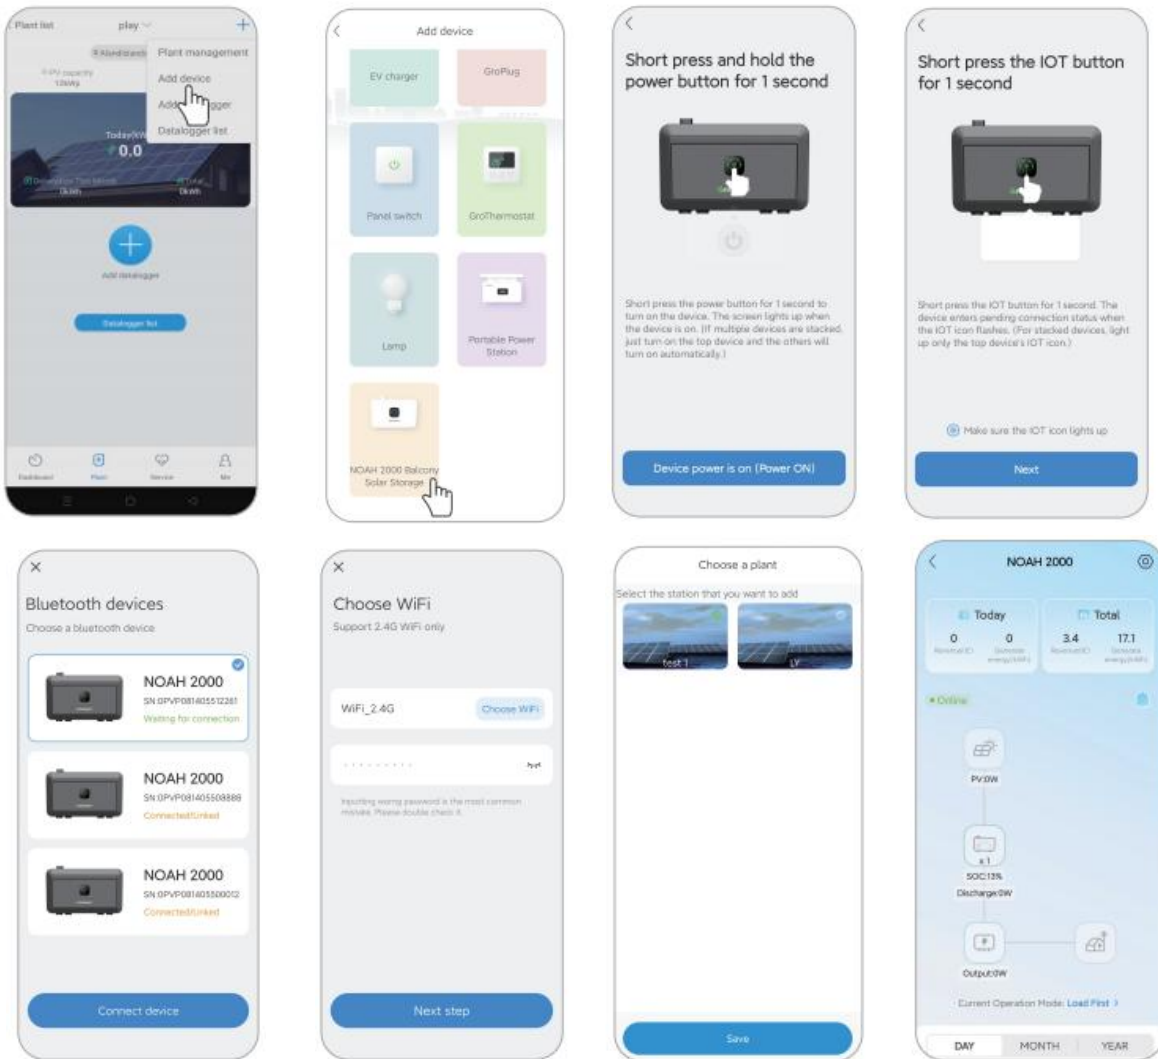 Plant list
play
Plant management
Add device
Datalogger list
PV capacity
12kWp
0.0
0kWh
0kWh
Add datalogger
Datalogger list
Dashboard
Plant
Service
Me
Add device
EV charger
GroPlug
Panel switch
GroThermostat
Lamp
Portable Power
Station
NOAH 2000 Balcony
Solar Storage
Short press and hold the
power button for 1 second
Short press the power button for 1 second to
turn on the device. The screen lights up when
the device is on. (If multiple devices are stacked,
just turn on the top device and the others will
turn on automatically.)
Device power is on (Power ON)
Short press the IOT button
for 1 second
Short press the IOT button for 1 second. The
device enters pending connection status when
the IOT icon flashes. (For stacked devices, light
up only the top device's IOT icon.)
Make sure the IOT icon lights up
Next
Bluetooth devices
Choose a bluetooth device
NOAH 2000
SN:0PVP081405512261
Waiting for connection
NOAH 2000
SN:0PVP081405508888
Connected/Linked
NOAH 2000
SN:0PVP081405500012
Connected/Linked
Connect device
Choose WiFi
Support 2.4G WiFi only
WiFi_2.4G
Choose WiFi
Inputting worng password is the most common
mistake. Please double check it.
Next step
Choose a plant
Select the station that you want to add
test 1
LV
Save
NOAH 2000
Today
Total
0
0
3.4
17.1
Online
PV:0W
x 1
SOC:13%
Discharge:0W
Output:0W
Current Operation Mode: Load First >
DAY
MONTH
YEAR